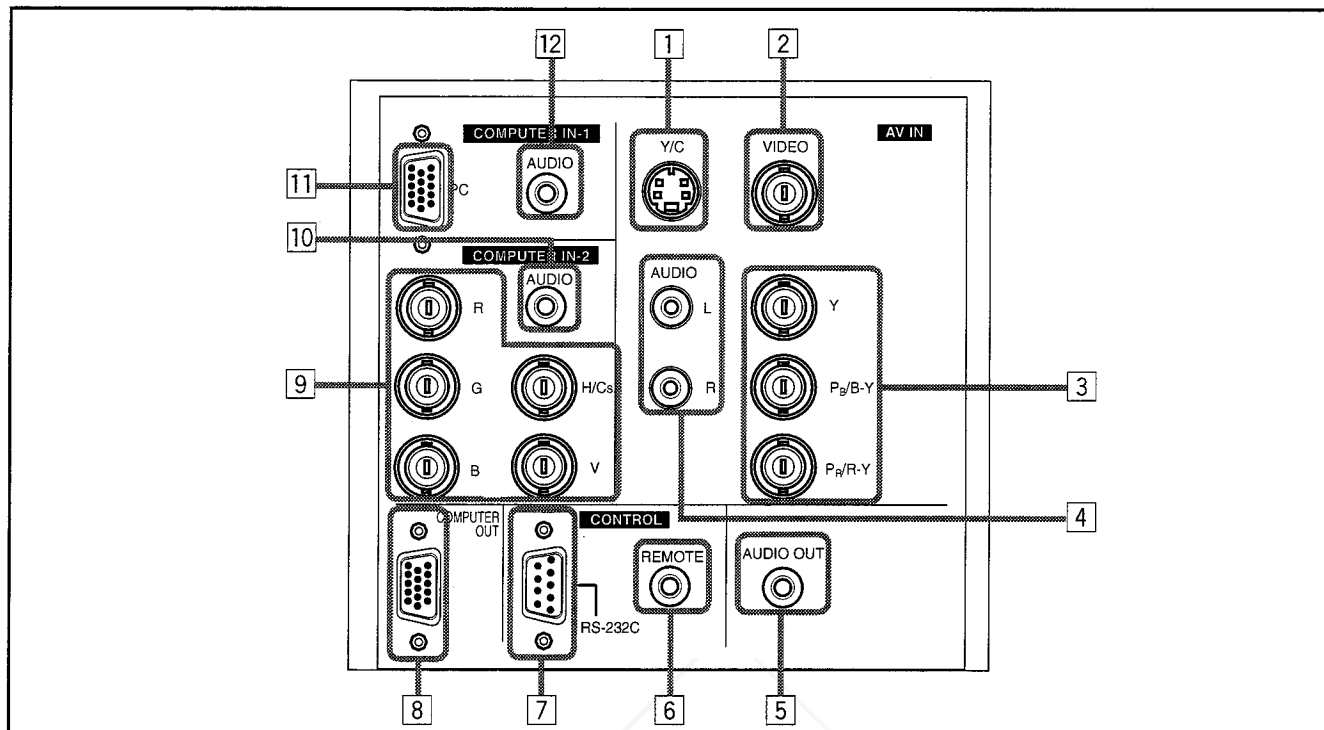 12
1
2
COMPUTER IN-1
AV IN
AUDIO
Y/C
VIDEO
11
PC
10
COMPUTER IN-2
AUDIO
AUDIO
R
L
Y
9
G
H/Cs
R
PB/B-Y
3
B
V
PR/R-Y
4
COMPUTER
OUT
CONTROL
REMOTE
AUDIO OUT
RS-232C
8
7
6
5